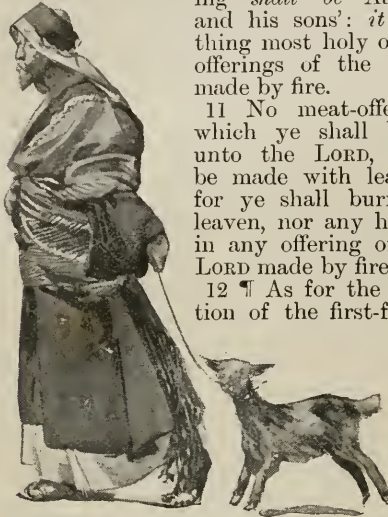 ing shall be
and his sons': it
thing most holy o
offerings of the
made by fire.
11 No meat-offe
which ye shall
unto the LORD,
be made with lea
for ye shall burn
leaven, nor any h
in any offering o
LORD made by fire
12 ¶ As for the
tion of the first-f